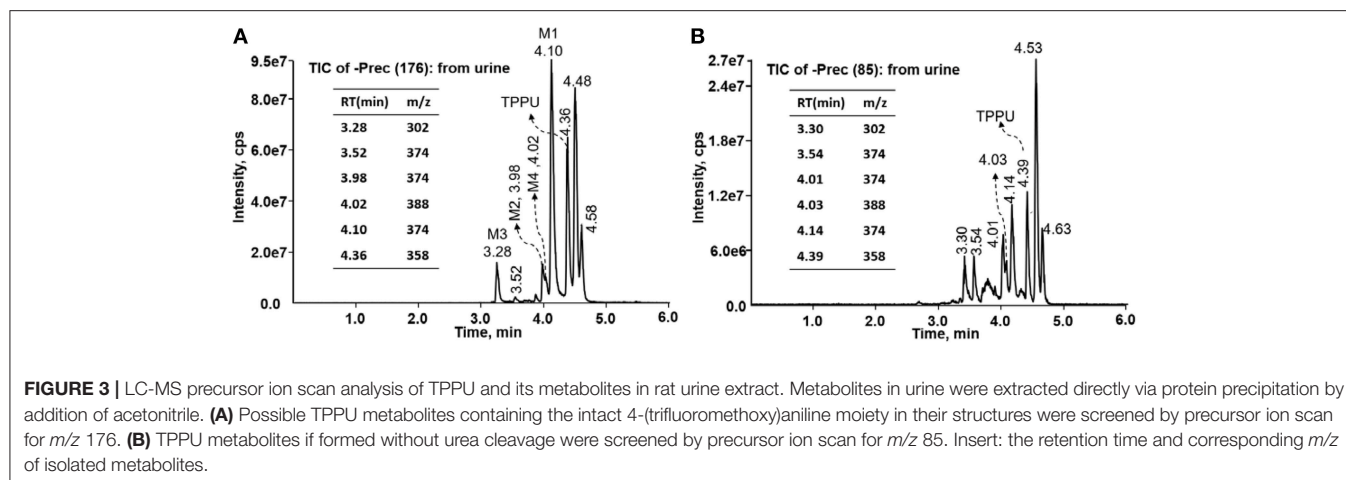 A
M1
4.10
9.5e7
TIC of -Prec (176): from urine
8.0e7
6.0e7
4.0e7
2.0e7
0.0
Intensity, cps
RT(min) m/z
3.28 302
3.52 374
3.98 374
4.02 388
4.10 374
4.36 358
TPPU
4.48
4.36
M4 ,4.02
M2, 3.98
M3
3.28
3.52
4.58
1.0 2.0 3.0 4.0 5.0 6.0
Time, min
B
4.53
2.7e7
TIC of -Prec (85): from urine
2.4e7
1.8e7
1.2e7
6.0e6
0.0
Intensity, cps
RT(min) m/z
3.30 302
3.54 374
4.01 374
4.03 388
4.14 374
4.39 358
TPPU
4.03
4.39
4.14
4.01
3.30
3.54
4.63
1.0 2.0 3.0 4.0 5.0 6.0
Time, min
FIGURE 3 | LC-MS precursor ion scan analysis of TPPU and its metabolites in rat urine extract. Metabolites in urine were extracted directly via protein precipitation by
addition of acetonitrile. (A) Possible TPPU metabolites containing the intact 4-(trifluoromethoxy)aniline moiety in their structures were screened by precursor ion scan
for m/z 176. (B) TPPU metabolites if formed without urea cleavage were screened by precursor ion scan for m/z 85. Insert: the retention time and corresponding m/z
of isolated metabolites.